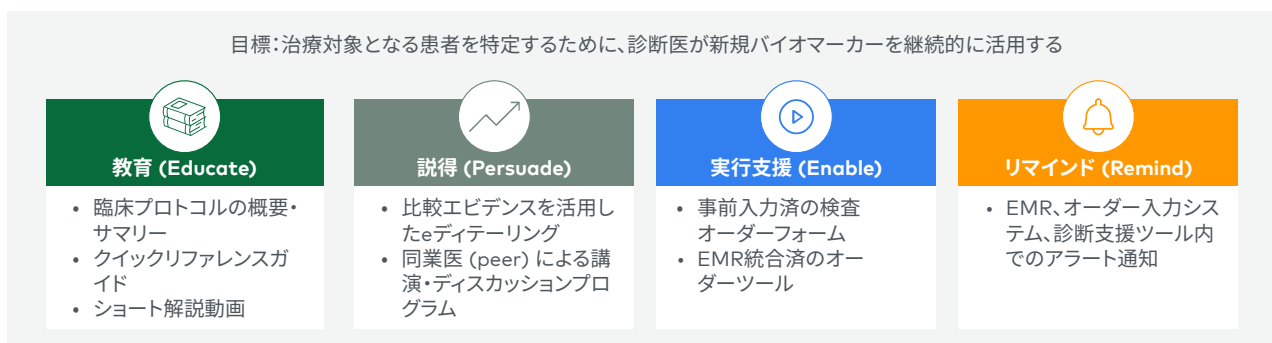 目標：治療対象となる患者を特定するために、診断医が新規バイオマーカーを継続的に活用する
教育 (Educate)
• 臨床プロトコルの概要・
サマリー
• クイックリファレンスガ
イド
• ショート解説動画
説得 (Persuade)
• 比較エビデンスを活用し
たeディテーリング
• 同業医 (peer) による講
演・ディスカッションプロ
グラム
実行支援 (Enable)
• 事前入力済の検査
オーダーフォーム
• EMR統合済のオー
ダーツール
リマインド (Remind)
• EMR、オーダー入力シス
テム、診断支援ツール内
でのアラート通知